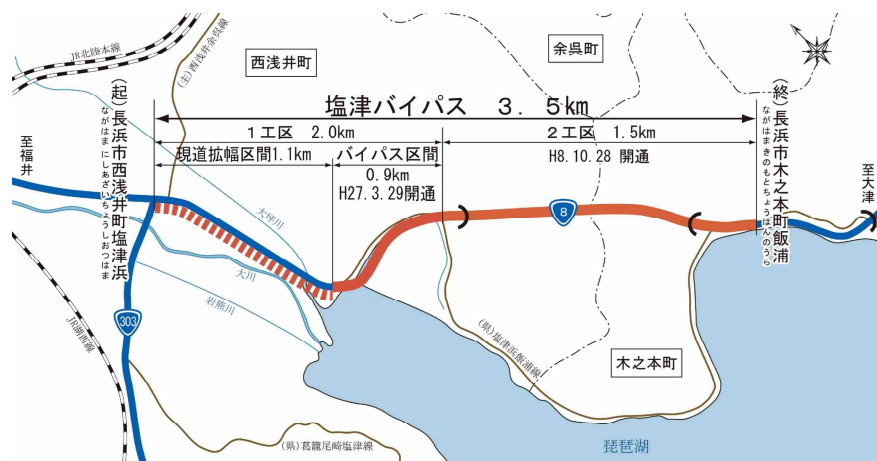 JR北陸本線
(主)西浅井余呉線
西浅井町
余呉町
塩津バイパス 3.5km
1工区 2.0km
2工区 1.5km
現道拡幅区間1.1km
バイパス区間
0.9km
H27.3.29開通
H8.10.28 開通
至福井
(起)長浜市西浅井町塩津浜
ながはまにしあざいちょうしおつはま
(終)長浜市木之本町飯浦
ながはまきのもとちょうはんのうら
至大津
大坪川
大川
岩熊川
8
303
JR湖西線
(県)塩津浜飯浦線
木之本町
(県)葛籠尾崎塩津線
琵琶湖